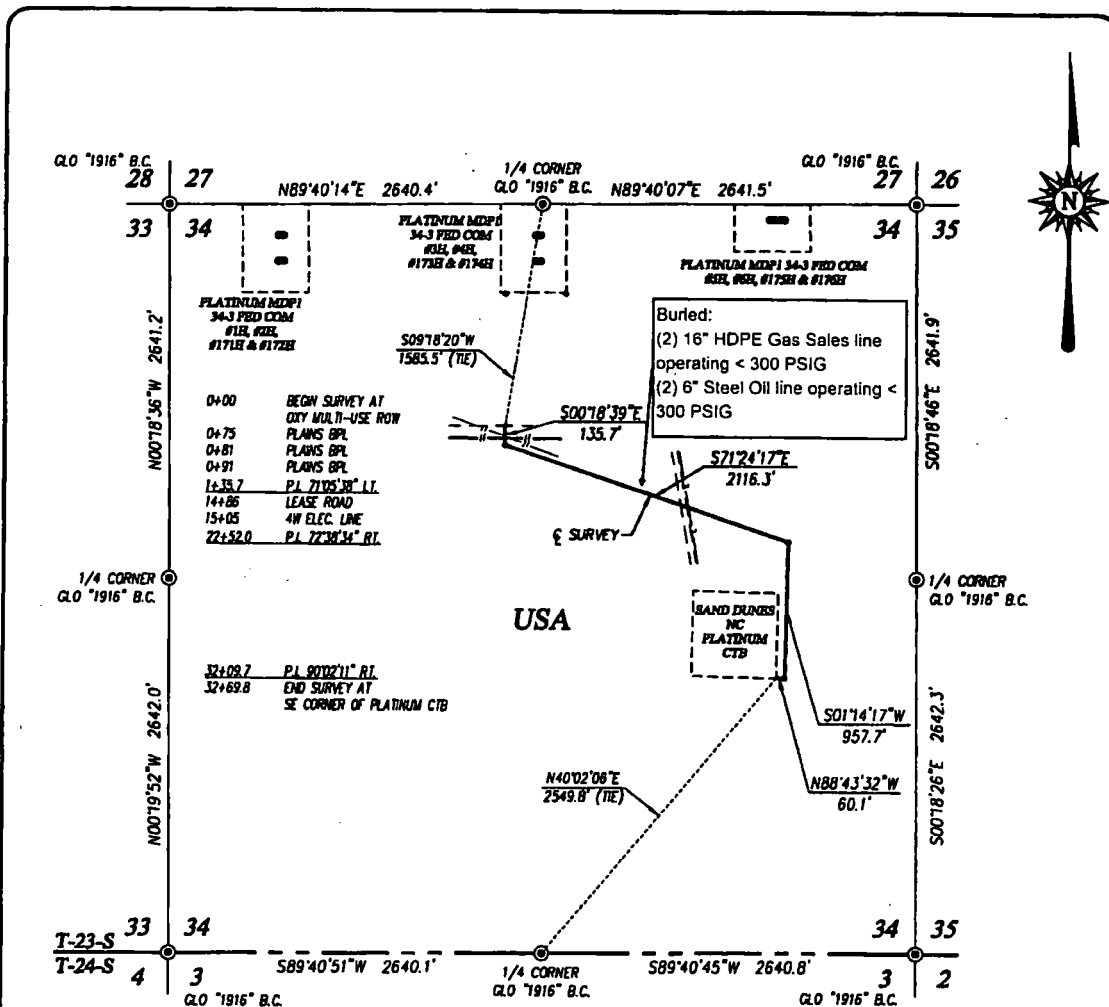 GLO "1916" B.C.
28 27
N89°40'14"E 2640.4'
1/4 CORNER
GLO "1916" B.C.
N89°40'07"E 2641.5'
GLO "1916" B.C.
27 26
33 34
34 35
N
PLATINUM MDP1
34-3 FED COM
#1H, #2H,
#171H & #172H
PLATINUM MDP1
34-3 FED COM
#3H, #4H,
#173H & #174H
PLATINUM MDP1 34-3 FED COM
#5H, #6H, #175H & #176H
N00°18'36"W 2641.2'
S00°18'46"E 2641.9'
S09°18'20"W
1585.5' (TIE)
Buried:
(2) 16" HDPE Gas Sales line
operating < 300 PSIG
(2) 6" Steel Oil line operating <
300 PSIG
0+00 BEGIN SURVEY AT
OXY MULTI-USE ROW
0+75 PLAINS BPL
0+81 PLAINS BPL
0+91 PLAINS BPL
1+35.7 P.I. 71°05'38" LT.
14+86 LEASE ROAD
15+05 4W ELEC. LINE
22+52.0 P.I. 72°38'34" RT.
S00°18'39"E
135.7'
S71°24'17"E
2116.3'
℄ SURVEY
1/4 CORNER
GLO "1916" B.C.
1/4 CORNER
GLO "1916" B.C.
USA
SAND DUNES
NC
PLATINUM
CTB
32+09.7 P.I. 90°02'11" RT.
32+69.8 END SURVEY AT
SE CORNER OF PLATINUM CTB
S01°14'17"W
957.7'
N88°43'32"W
60.1'
N40°02'06"E
2549.8' (TIE)
N00°19'52"W 2642.0'
S00°18'26"E 2642.3'
T-23-S
33 34
34 35
T-24-S
4 3
S89°40'51"W 2640.1'
1/4 CORNER
GLO "1916" B.C.
S89°40'45"W 2640.8'
3 2
GLO "1916" B.C.
GLO "1916" B.C.